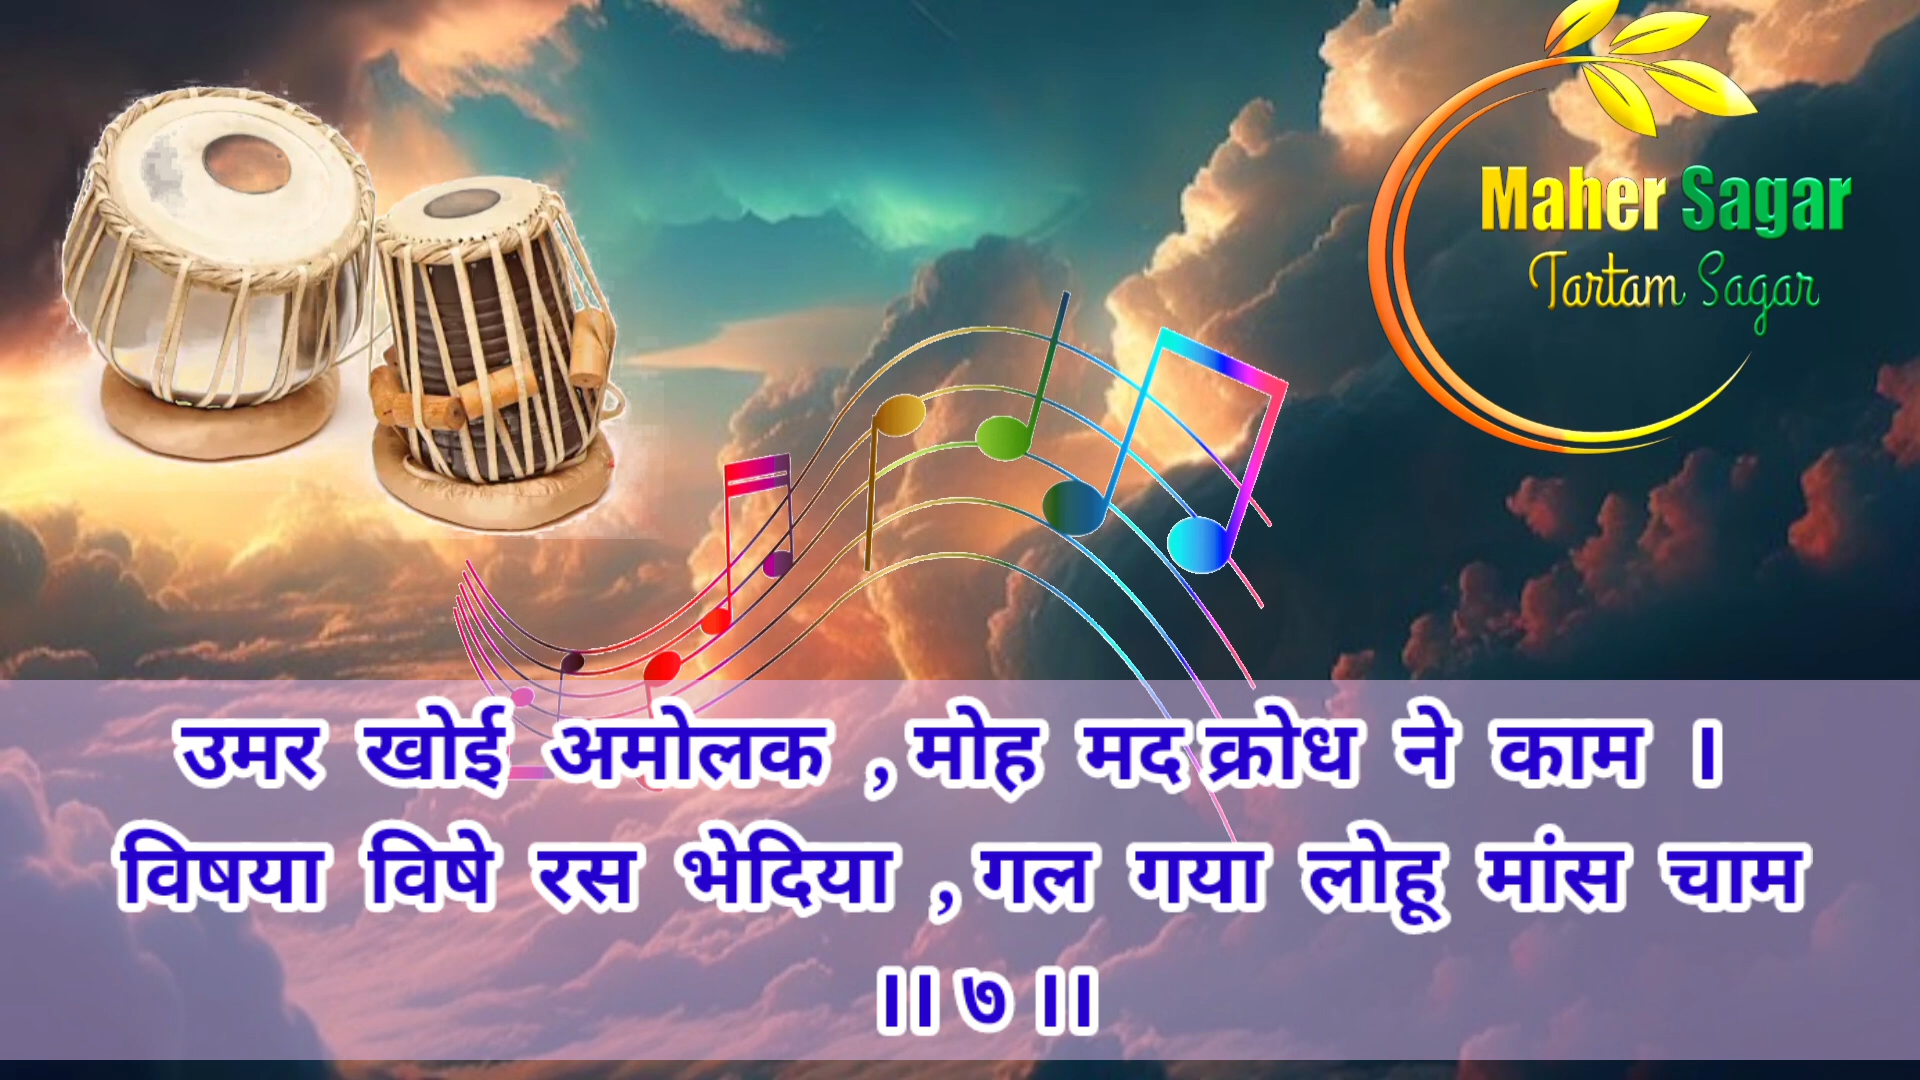 Maher Sagar
Tartam Sagar
उमर खोई अमोलक , मोह मद क्रोध ने काम ।
विषया विषे रस भेदिया , गल गया लोहू मांस चाम
।। ७ ।।